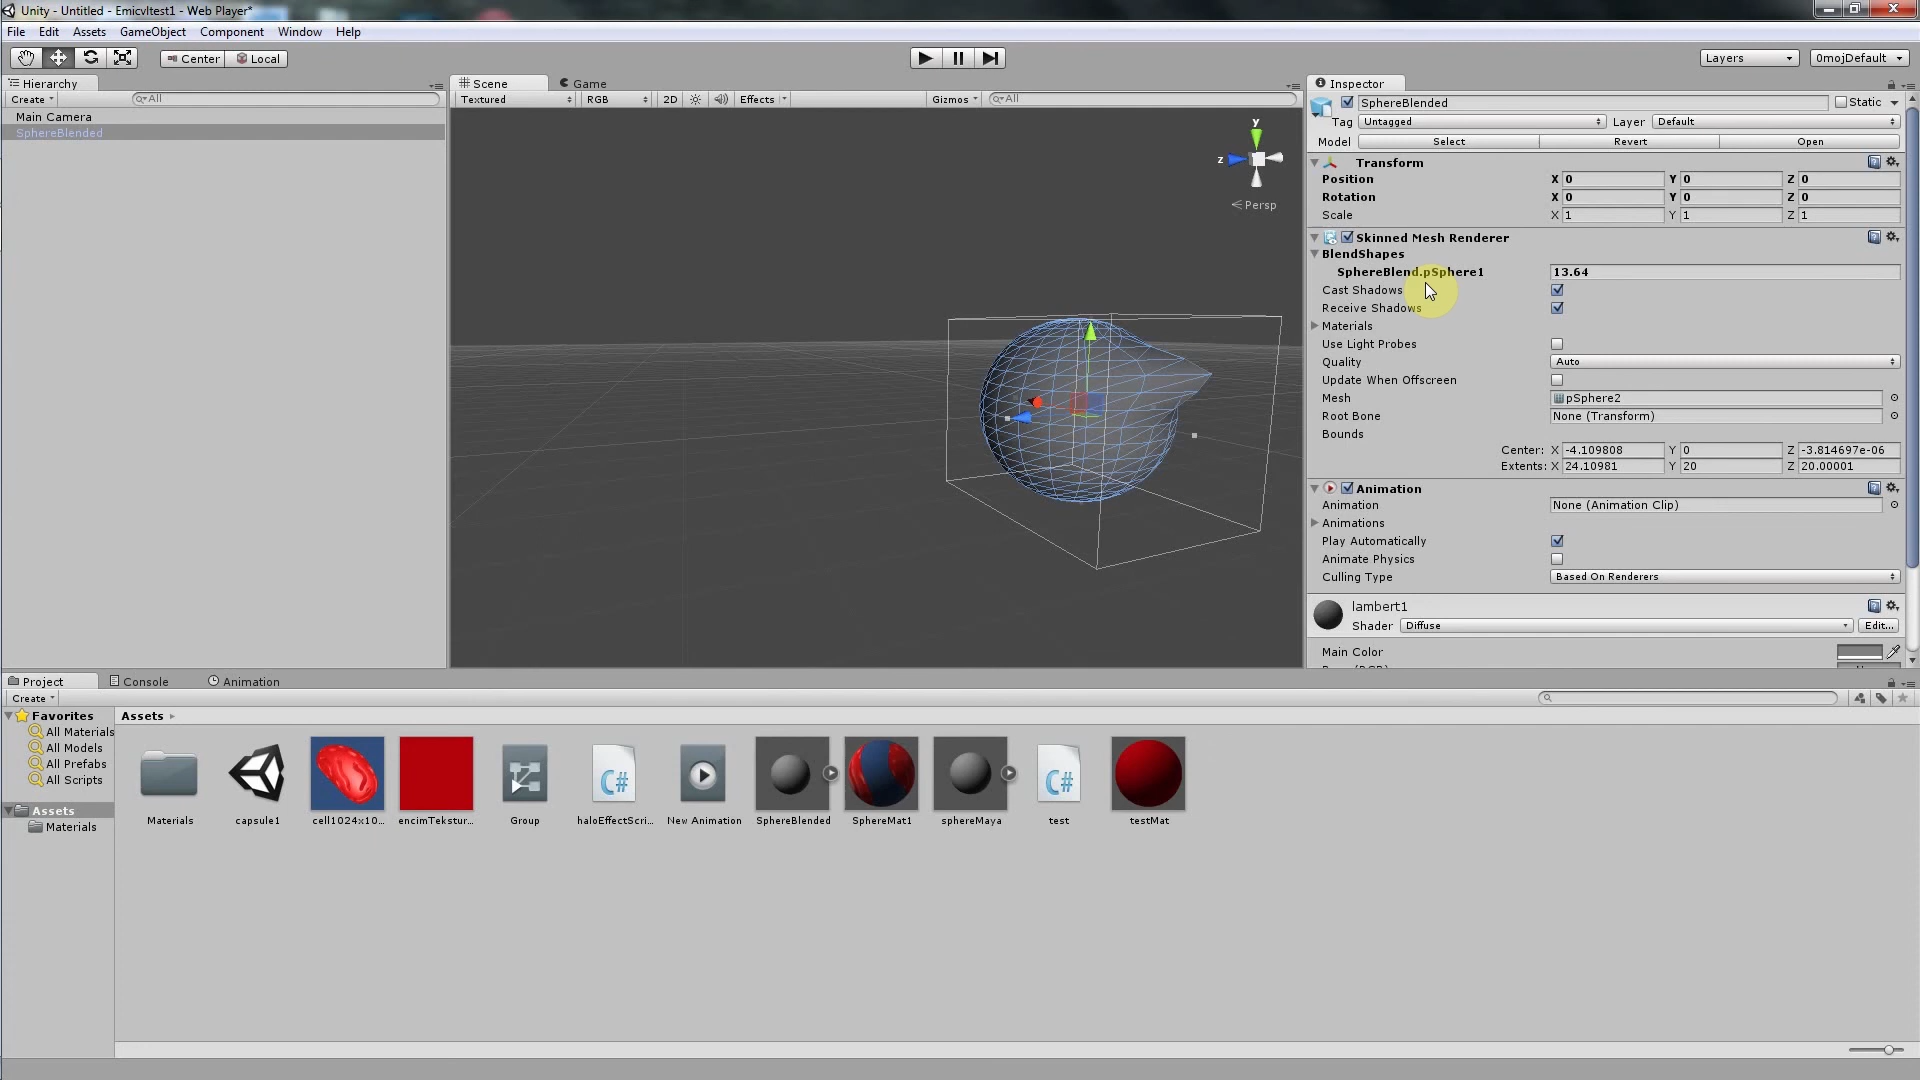 Unity - Untitled - Emicvltest1 - Web Player*
File Edit Assets GameObject Component Window Help
Center Local Layers 0mojDefault
Hierarchy
Create All
Main Camera
SphereBlended
Scene Game
Textured RGB 2D Effects Gizmos All
y
z
Persp
Inspector
SphereBlended Static
Tag Untagged Layer Default
Model Select Revert Open
Transform
Position X 0 Y 0 Z 0
Rotation X 0 Y 0 Z 0
Scale X 1 Y 1 Z 1
Skinned Mesh Renderer
BlendShapes
SphereBlend.pSphere1 13.64
Cast Shadows
Receive Shadows
Materials
Use Light Probes
Quality Auto
Update When Offscreen
Mesh pSphere2
Root Bone None (Transform)
Bounds
Center: X -4.109808 Y 0 Z -3.814697e-06
Extents: X 24.10981 Y 20 Z 20.00001
Animation
Animation None (Animation Clip)
Animations
Play Automatically
Animate Physics
Culling Type Based On Renderers
lambert1
Shader Diffuse Edit...
Main Color
Project Console Animation
Create
Favorites
All Materials
All Models
All Prefabs
All Scripts
Assets
Materials
Assets
Materials capsule1 cell1024x10... encimTekstur... Group haloEffectScri... New Animation SphereBlended SphereMat1 sphereMaya test testMat
C# C#